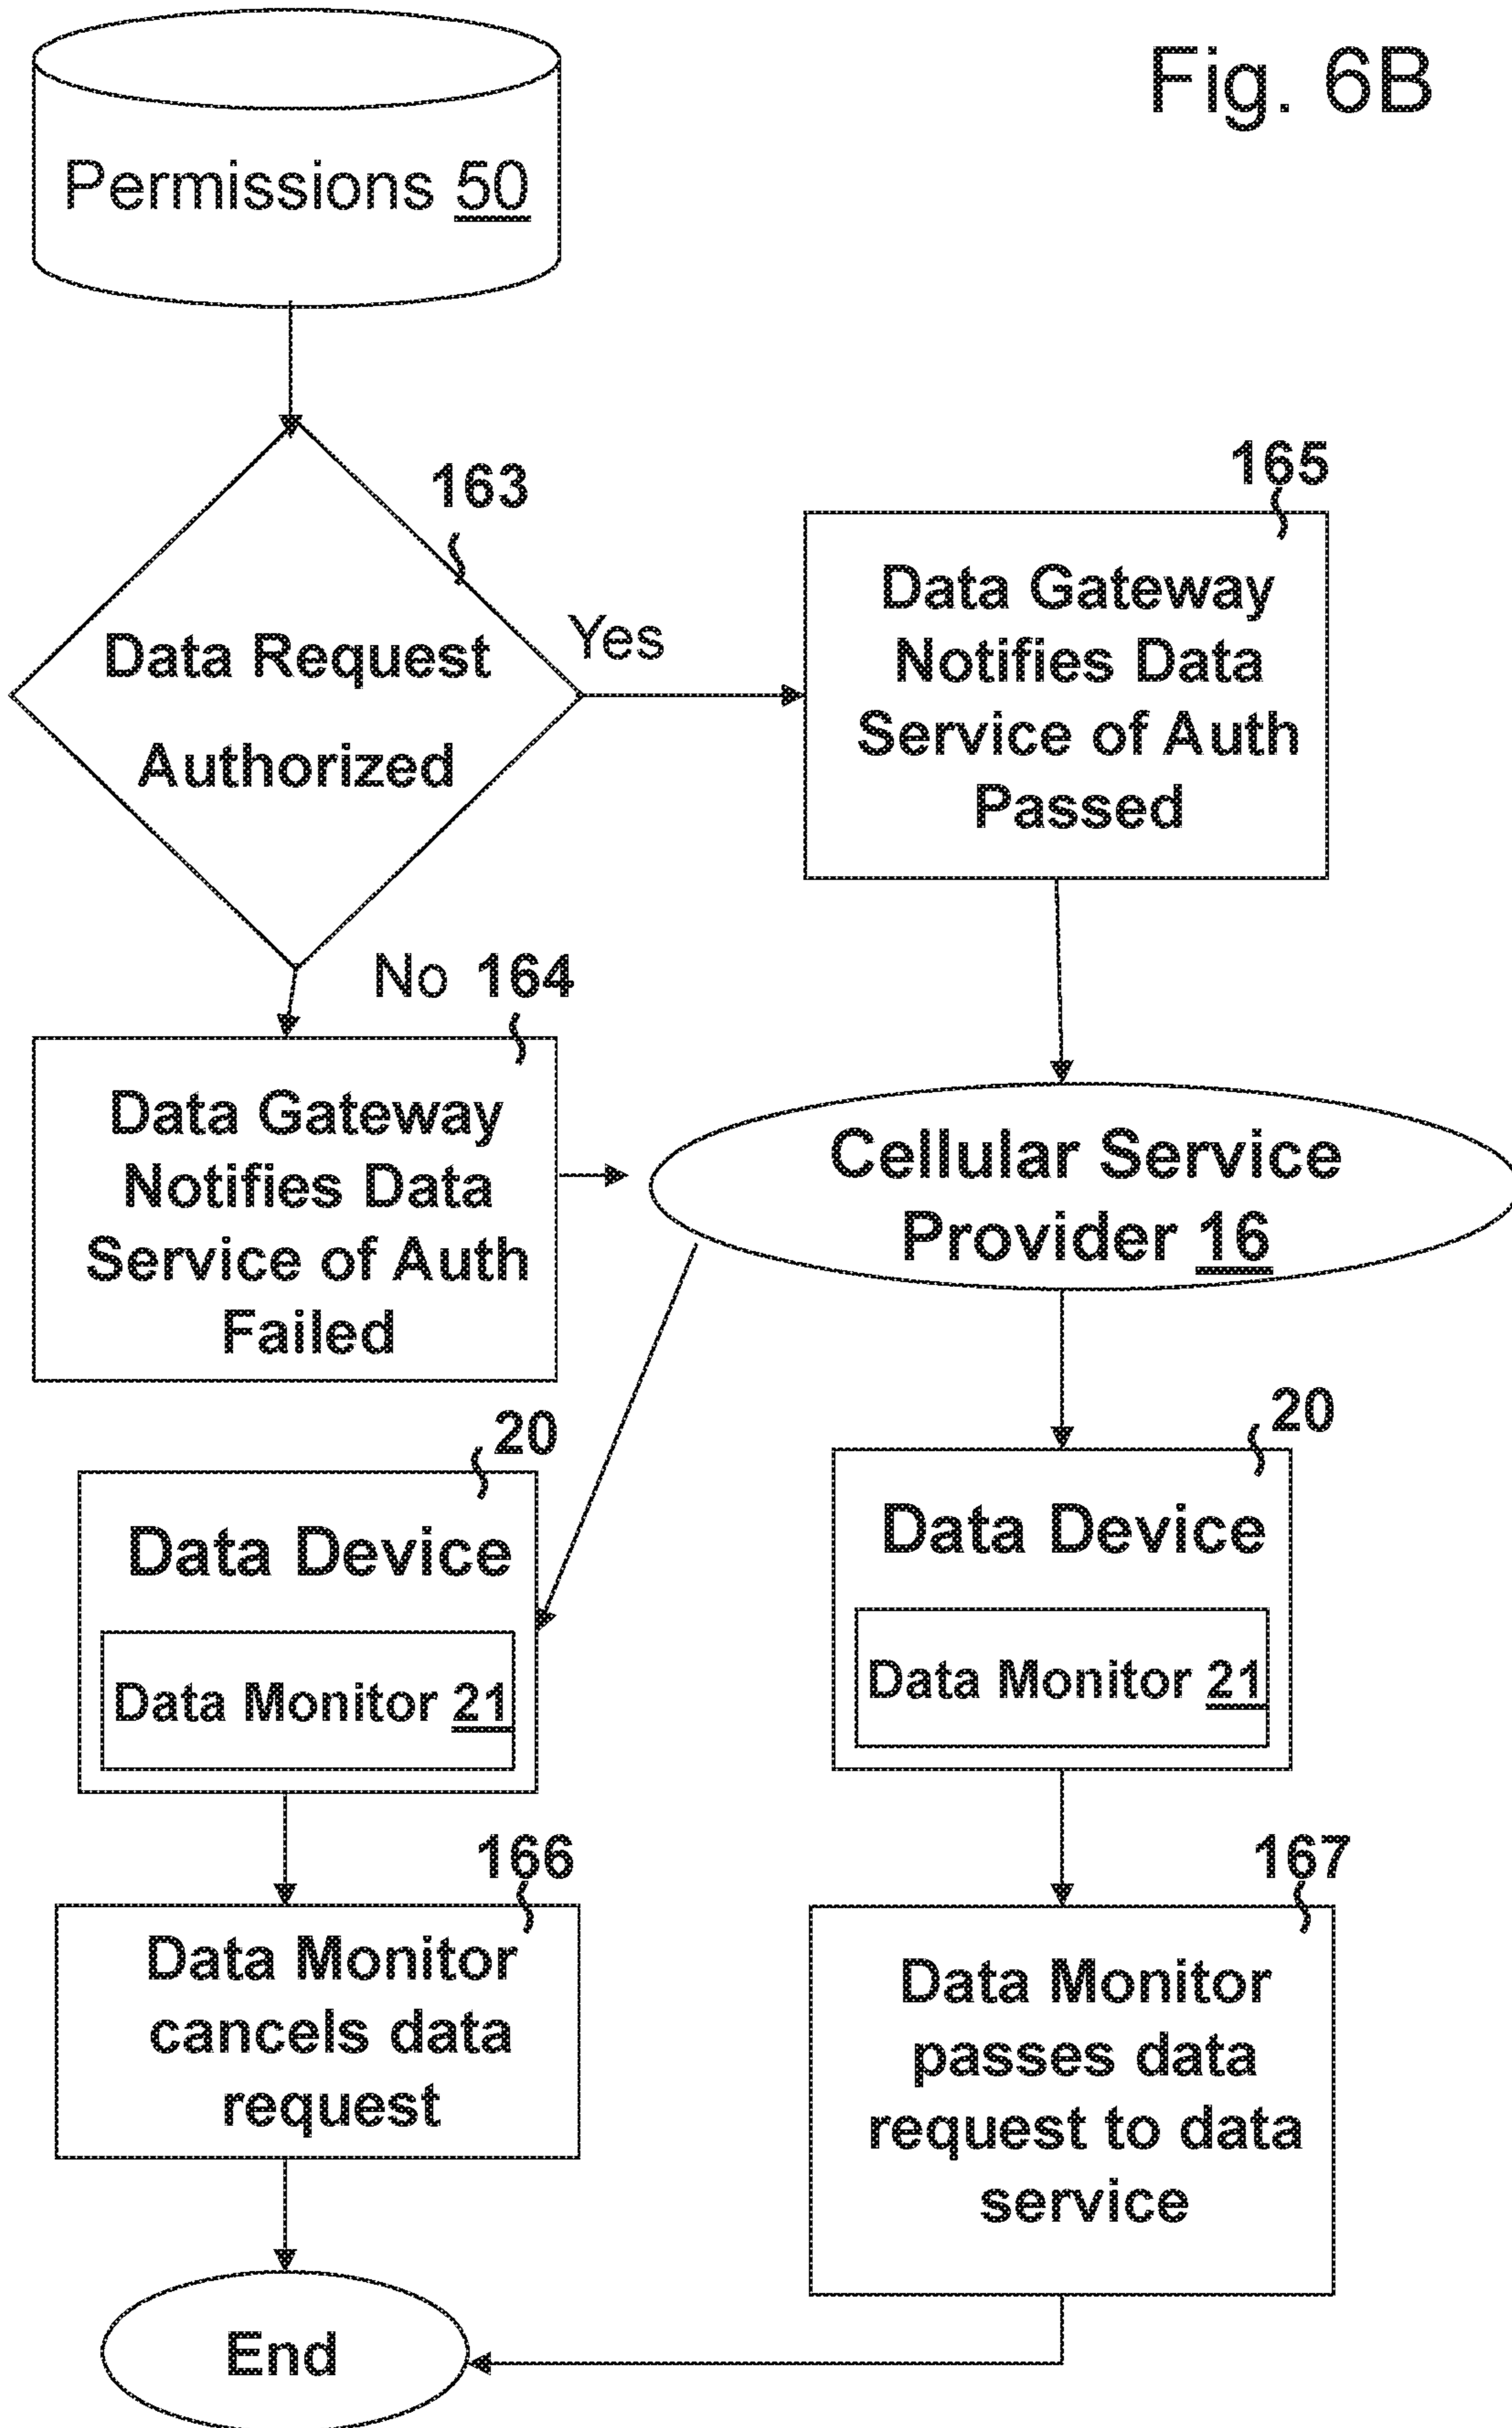 Fig. 6B
Permissions 50
163
Data Request
Authorized
Yes
165
Data Gateway
Notifies Data
Service of Auth
Passed
No 164
Data Gateway
Notifies Data
Service of Auth
Failed
Cellular Service
Provider 16
20
Data Device
Data Monitor 21
20
Data Device
Data Monitor 21
166
Data Monitor
cancels data
request
167
Data Monitor
passes data
request to data
service
End